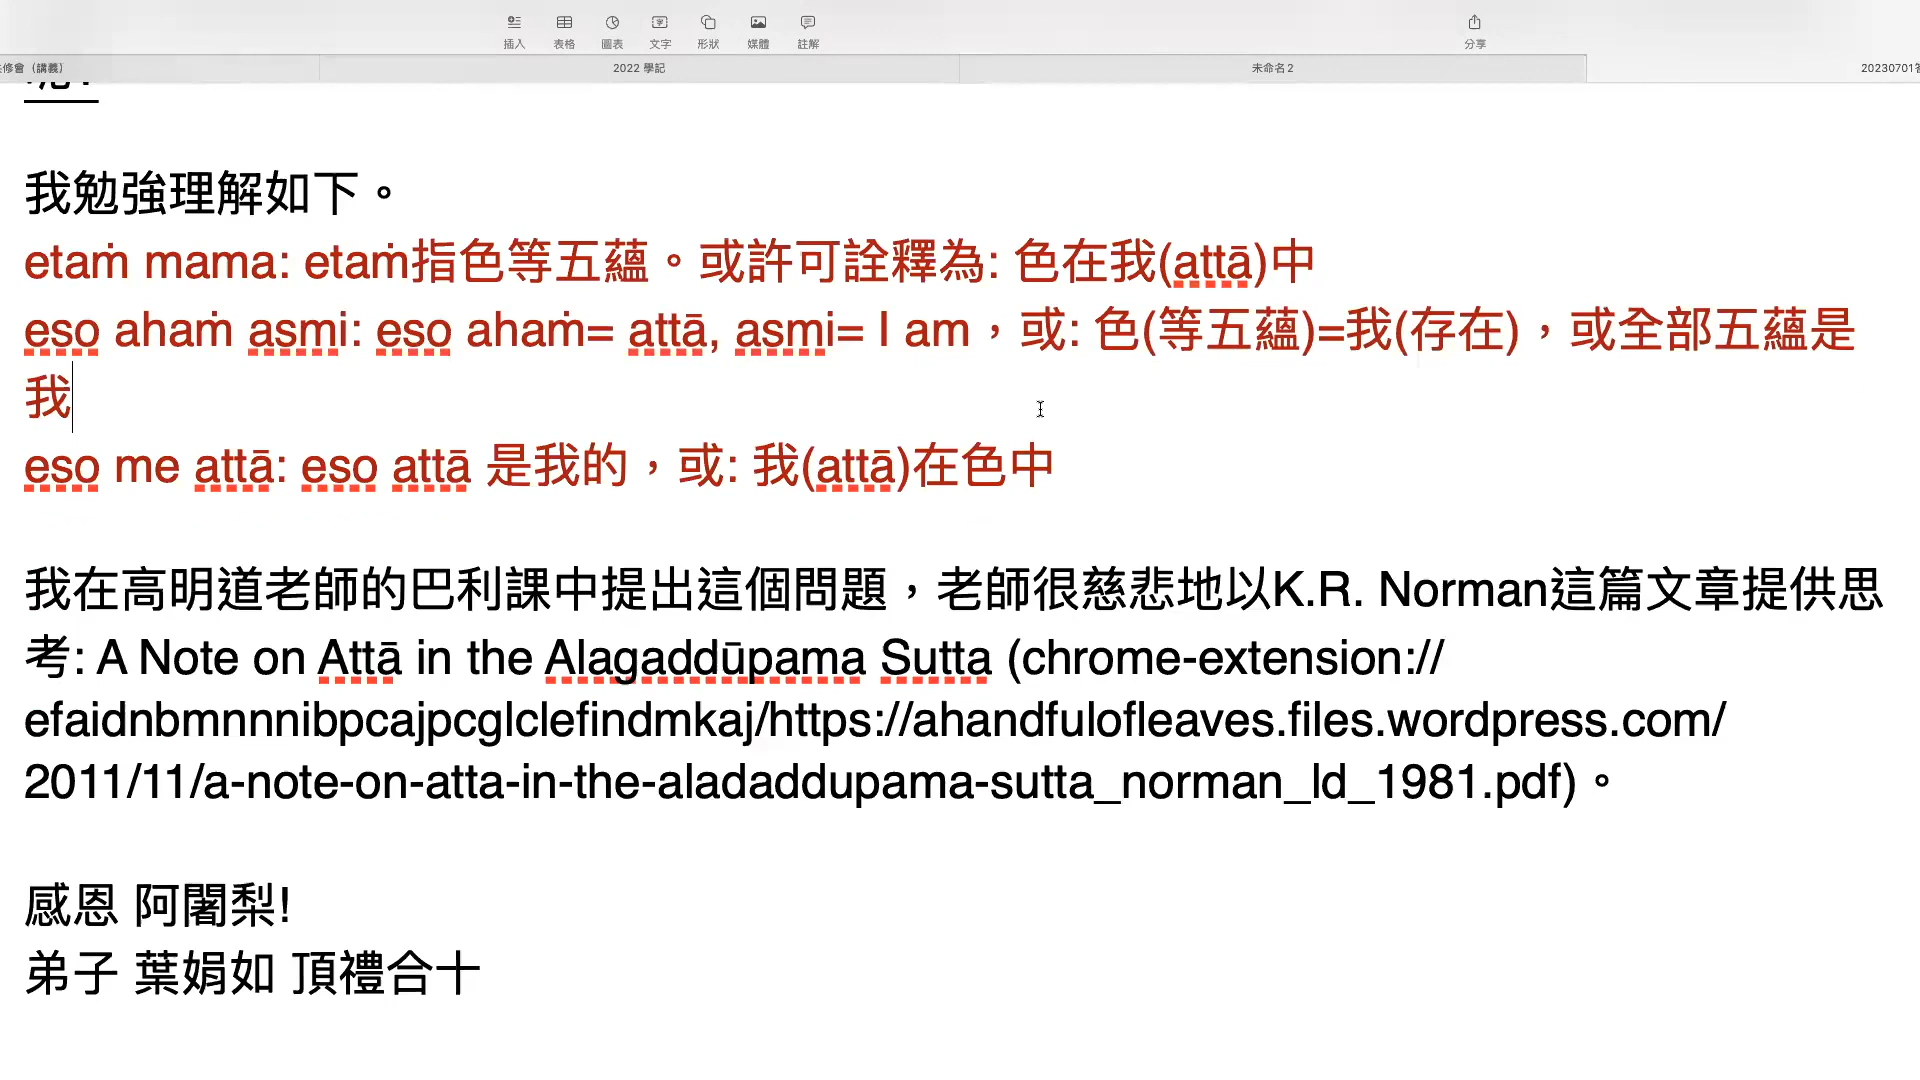 插入 表格 圖表 文字 形狀 媒體 註解 分享
修會（講義） 2022 學記 未命名 2 20230701
我勉強理解如下。
etaṁ mama: etaṁ指色等五蘊。或許可詮釋為: 色在我(attā)中
eso ahaṁ asmi: eso ahaṁ= attā, asmi= I am，或: 色(等五蘊)=我(存在)，或全部五蘊是
我
eso me attā: eso attā 是我的，或: 我(attā)在色中
我在高明道老師的巴利課中提出這個問題，老師很慈悲地以K.R. Norman這篇文章提供思
考: A Note on Attā in the Alagaddūpama Sutta (chrome-extension://
efaidnbmnnnibpcajpcglclefindmkaj/https://ahandfulofleaves.files.wordpress.com/
2011/11/a-note-on-atta-in-the-aladaddupama-sutta_norman_ld_1981.pdf)。
感恩 阿闍梨!
弟子 葉娟如 頂禮合十